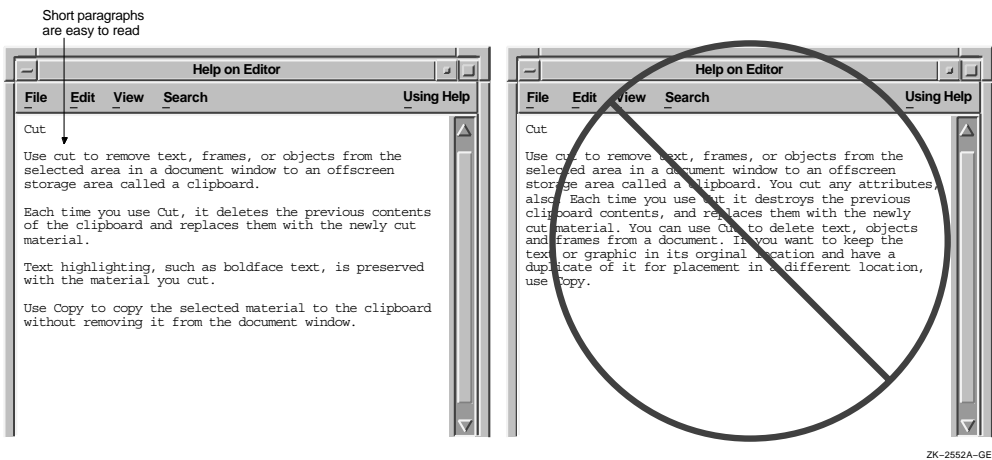 Short paragraphs
are easy to read
Help on Editor
File Edit View Search Using Help
Cut
Use cut to remove text, frames, or objects from the
selected area in a document window to an offscreen
storage area called a clipboard.
Each time you use Cut, it deletes the previous contents
of the clipboard and replaces them with the newly cut
material.
Text highlighting, such as boldface text, is preserved
with the material you cut.
Use Copy to copy the selected material to the clipboard
without removing it from the document window.
Help on Editor
File Edit View Search Using Help
Cut
Use cut to remove text, frames, or objects from the
selected area in a document window to an offscreen
storage area called a clipboard. You cut any attributes,
also. Each time you use Cut it destroys the previous
clipboard contents, and replaces them with the newly
cut material. You can use Cut to delete text, objects
and frames from a document. If you want to keep the
text or graphic in its orginal location and have a
duplicate of it for placement in a different location,
use Copy.
ZK–2552A–GE